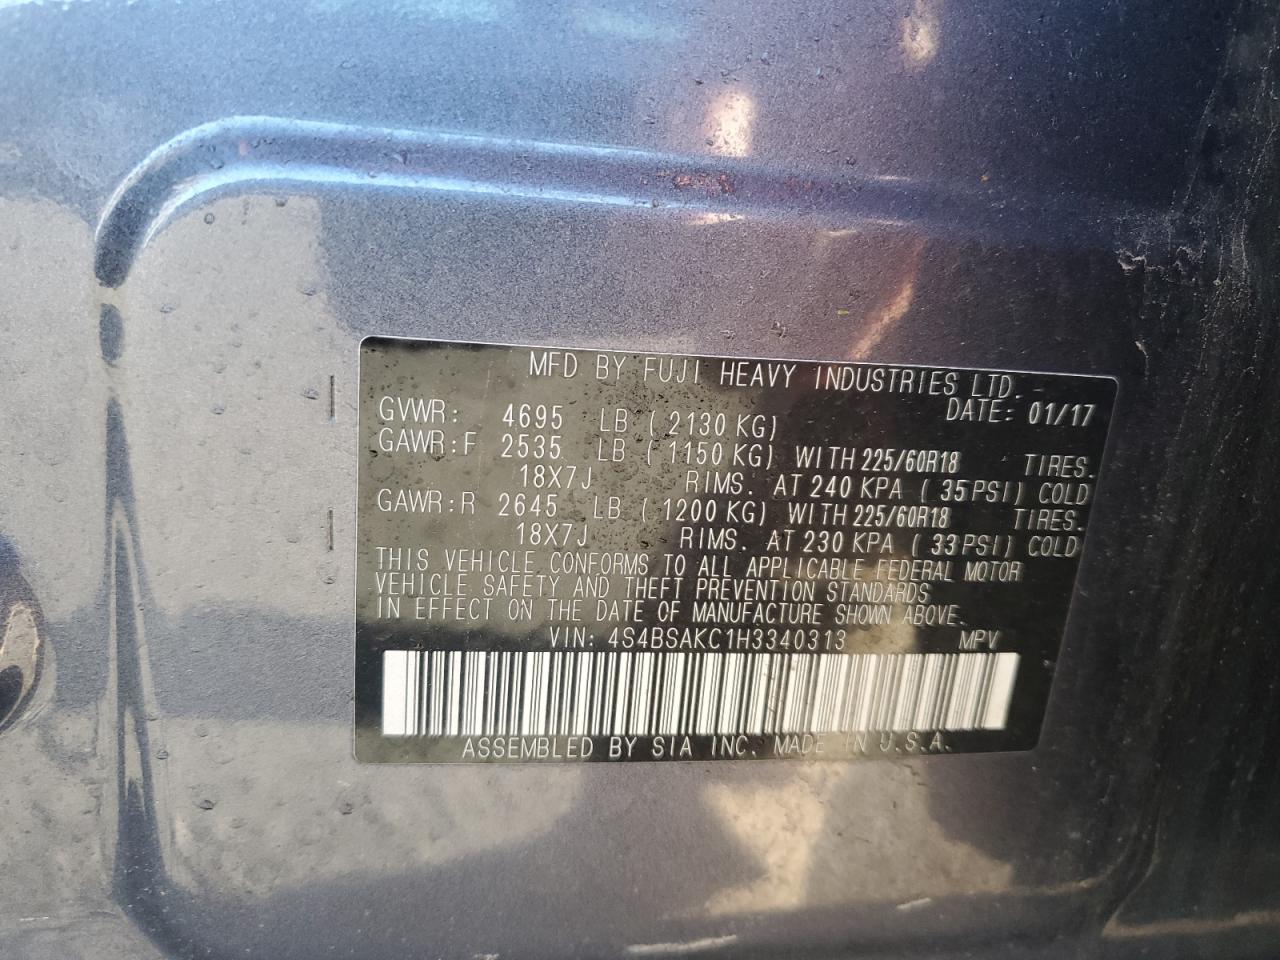 MFD BY FUJI HEAVY INDUSTRIES LTD.
DATE: 01/17
GVWR: 4695 LB ( 2130 KG)
GAWR:F 2535 LB ( 1150 KG) WITH 225/60R18 TIRES.
18X7J RIMS. AT 240 KPA ( 35PSI) COLD
GAWR:R 2645 LB ( 1200 KG) WITH 225/60R18 TIRES.
18X7J RIMS. AT 230 KPA ( 33PSI) COLD
THIS VEHICLE CONFORMS TO ALL APPLICABLE FEDERAL MOTOR
VEHICLE SAFETY AND THEFT PREVENTION STANDARDS
IN EFFECT ON THE DATE OF MANUFACTURE SHOWN ABOVE.
VIN: 4S4BSAKC1H3340313 MPV
ASSEMBLED BY SIA INC. MADE IN U.S.A.